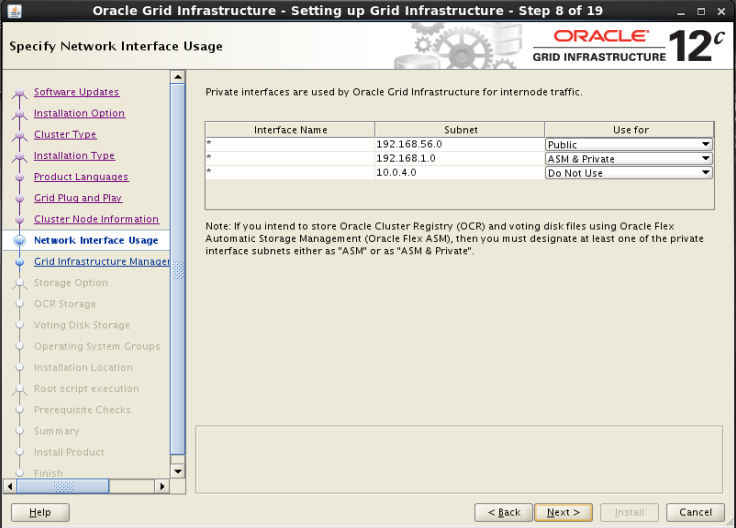 Oracle Grid Infrastructure - Setting up Grid Infrastructure - Step 8 of 19
Specify Network Interface Usage
ORACLE
GRID INFRASTRUCTURE
12c
Software Updates
Installation Option
Cluster Type
Installation Type
Product Languages
Grid Plug and Play
Cluster Node Information
Network Interface Usage
Grid Infrastructure Manager
Storage Option
OCR Storage
Voting Disk Storage
Operating System Groups
Installation Location
Root script execution
Prerequisite Checks
Summary
Install Product
Finish
Private interfaces are used by Oracle Grid Infrastructure for internode traffic.
Interface Name Subnet Use for
* 192.168.56.0 Public
* 192.168.1.0 ASM & Private
* 10.0.4.0 Do Not Use
Note: If you intend to store Oracle Cluster Registry (OCR) and voting disk files using Oracle Flex
Automatic Storage Management (Oracle Flex ASM), then you must designate at least one of the private
interface subnets either as "ASM" or as "ASM & Private".
Help
< Back Next > Install Cancel